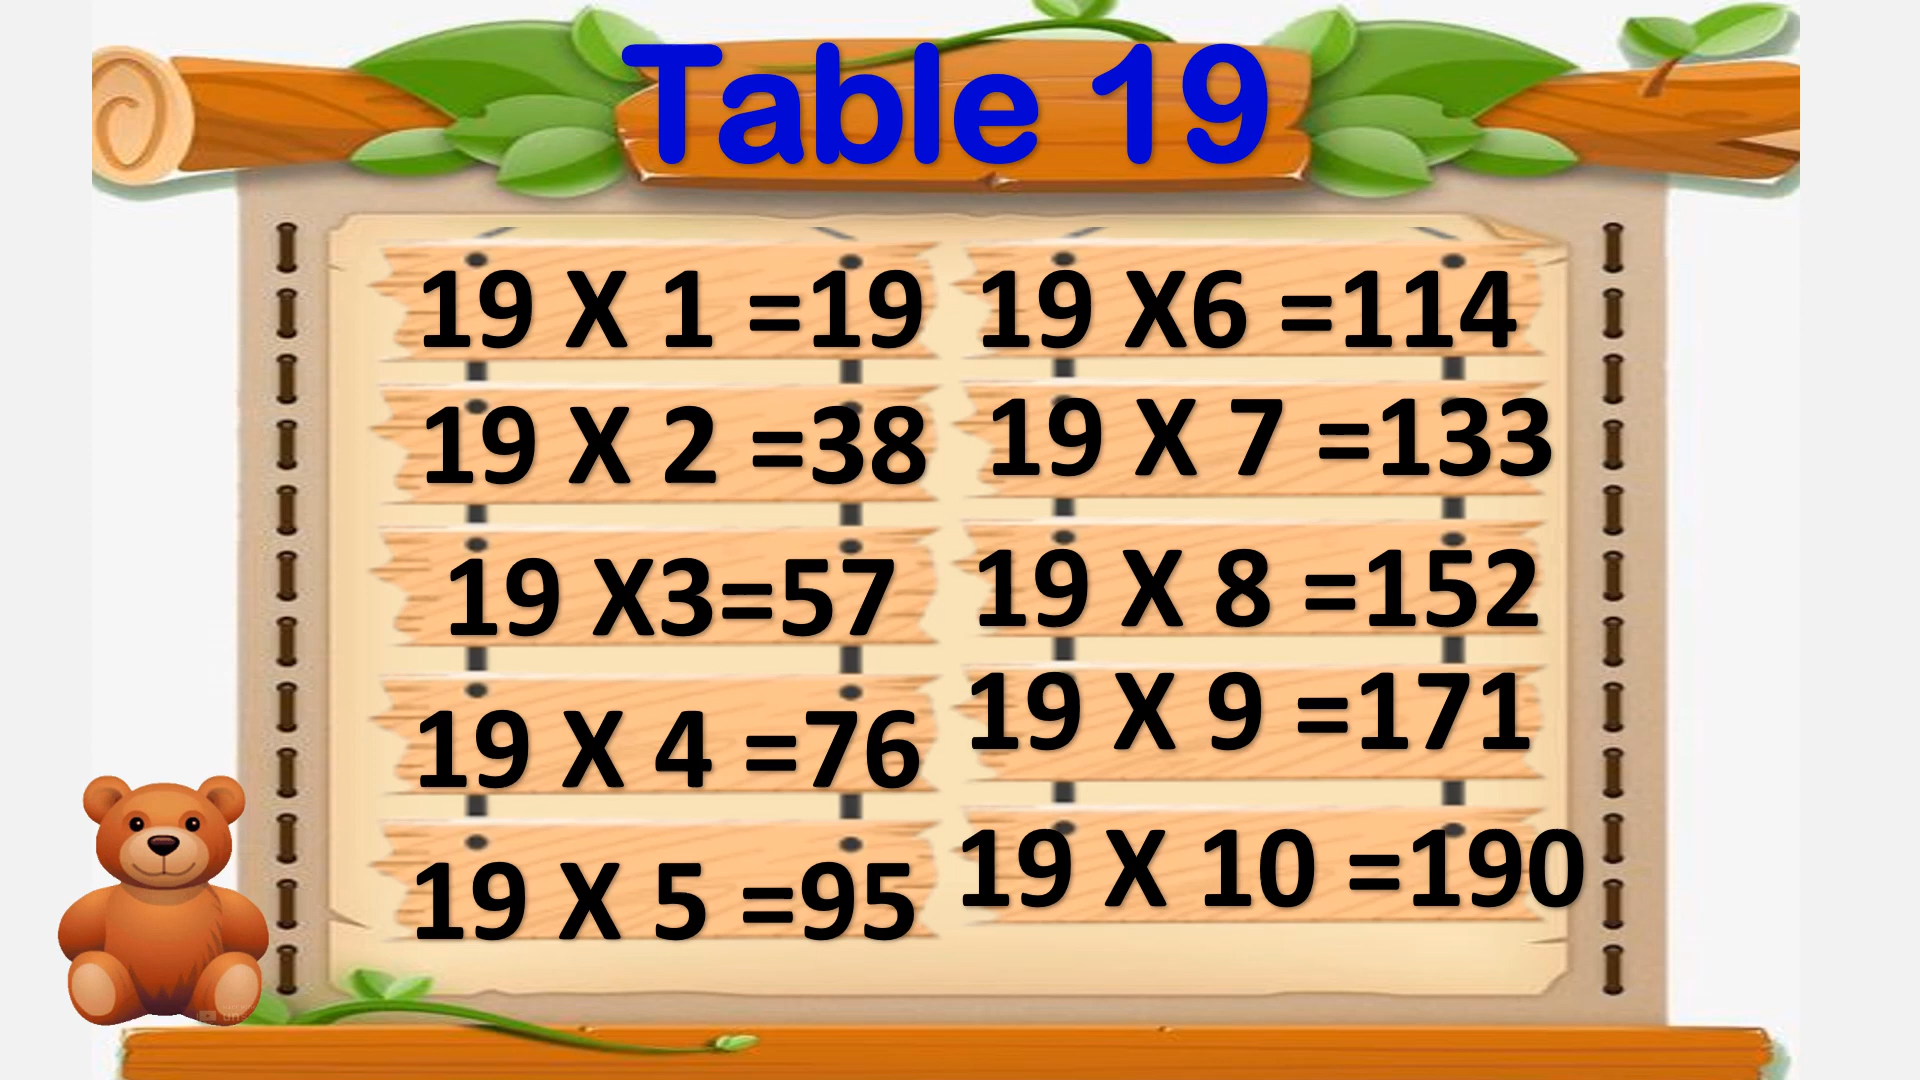 Table 19
19 X 1 =19
19 X 2 =38
19 X3=57
19 X 4 =76
19 X 5 =95
19 X6 =114
19 X 7 =133
19 X 8 =152
19 X 9 =171
19 X 10 =190